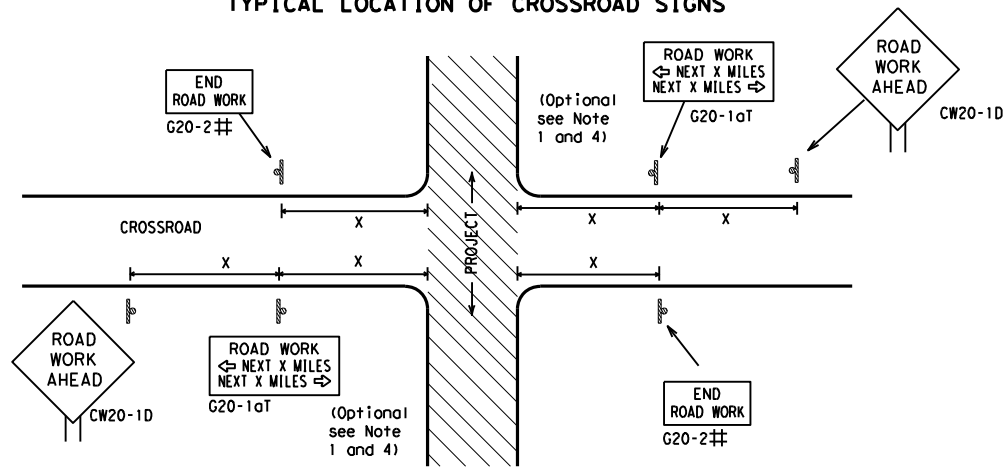 TYPICAL LOCATION OF CROSSROAD SIGNS
END
ROAD WORK
G20-2#
(Optional
see Note
1 and 4)
ROAD WORK
⇦ NEXT X MILES
NEXT X MILES ⇨
G20-1aT
ROAD
WORK
AHEAD
CW20-1D
X
X
X
CROSSROAD
PROJECT
X
X
X
ROAD
WORK
AHEAD
CW20-1D
ROAD WORK
⇦ NEXT X MILES
NEXT X MILES ⇨
G20-1aT
(Optional
see Note
1 and 4)
END
ROAD WORK
G20-2#